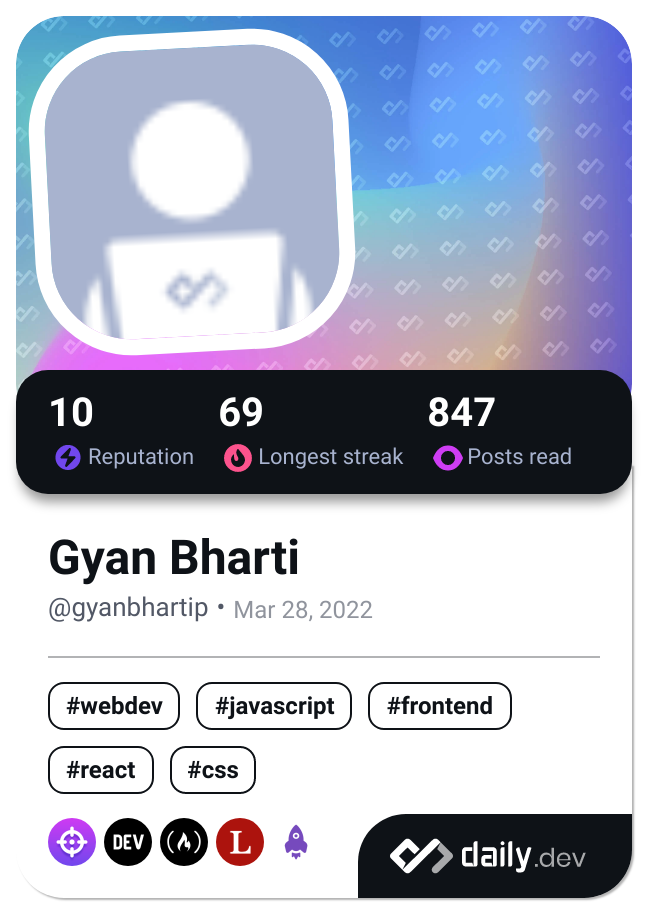 10 69 847
Reputation Longest streak Posts read
Gyan Bharti
@gyanbhartip • Mar 28, 2022
#webdev #javascript #frontend
#react #css
DEV L
daily.dev